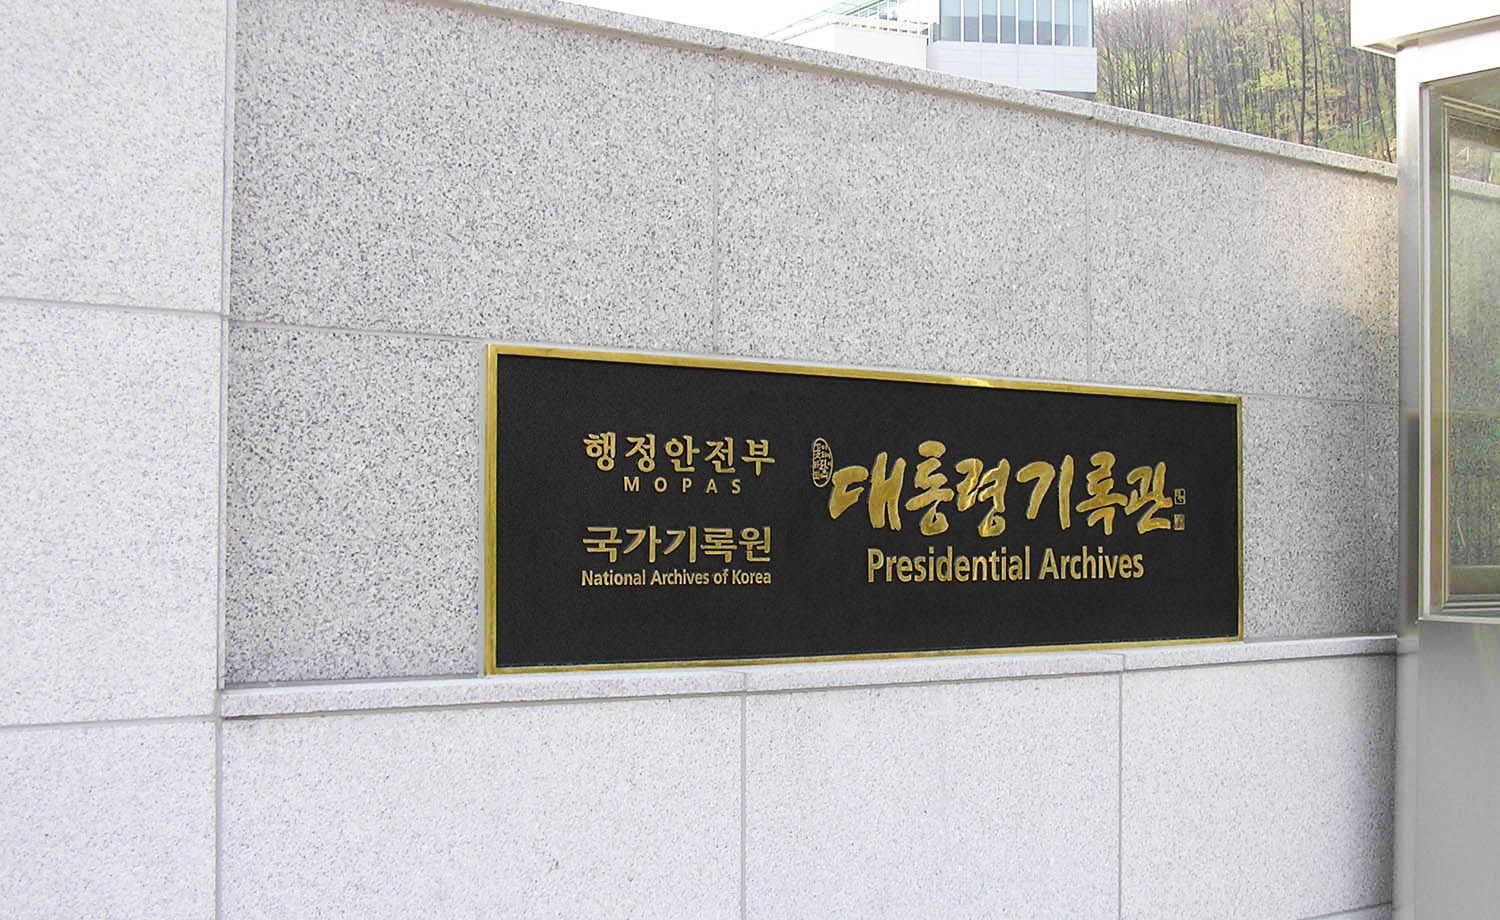 행정안전부
MOPAS
국가기록원
National Archives of Korea
대통령기록관
Presidential Archives